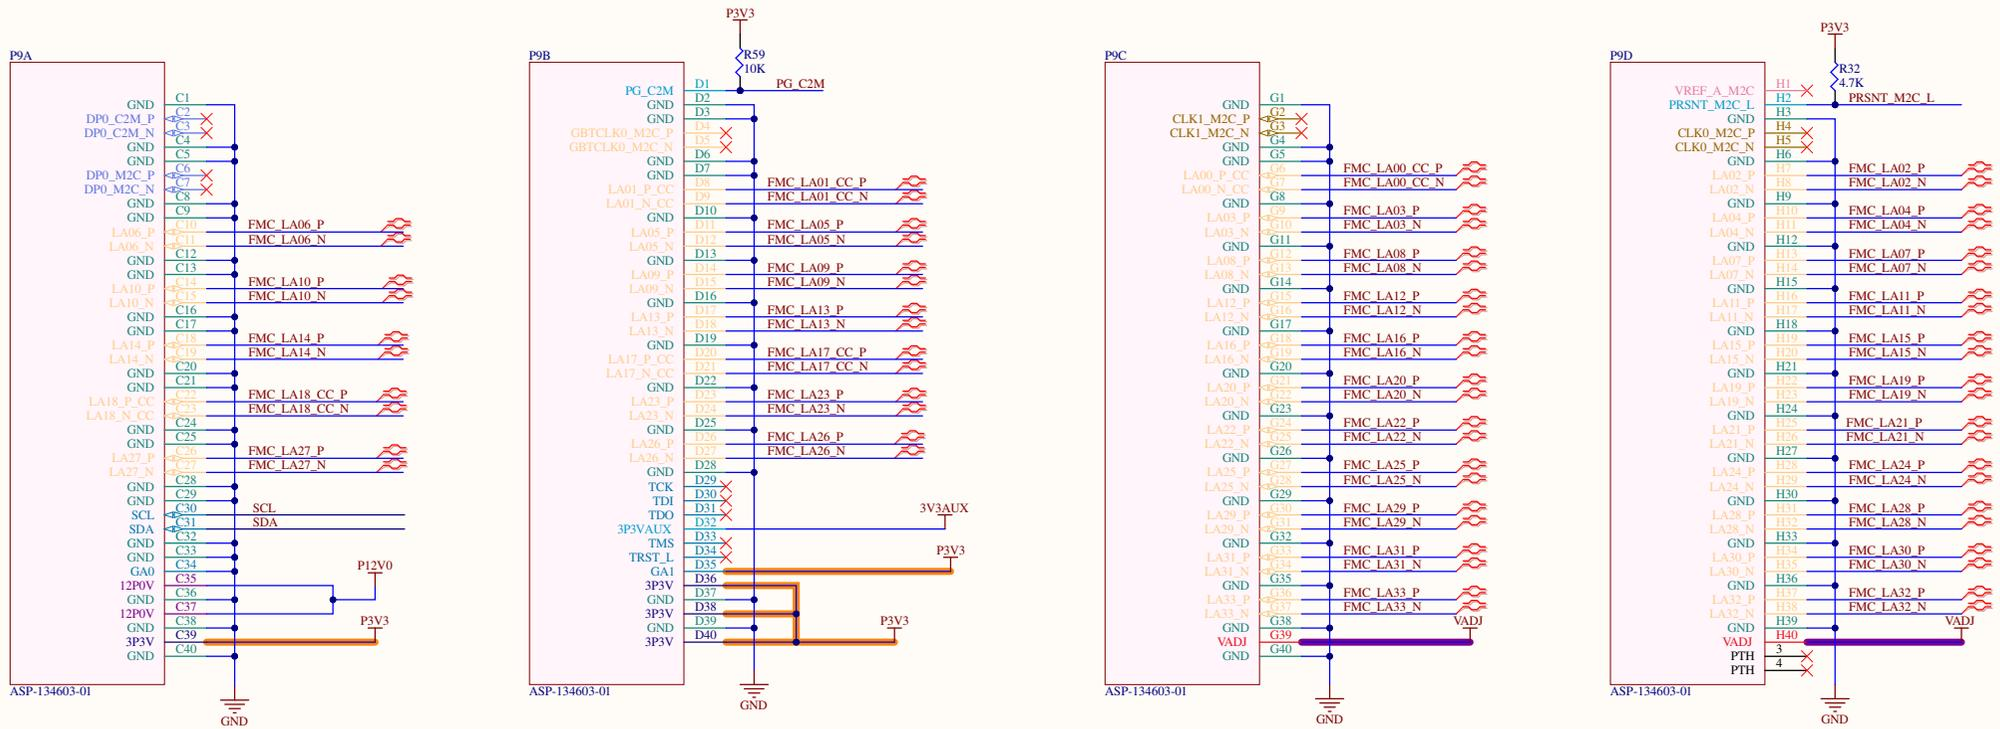 P9A
GND C1
DP0_C2M_P C2
DP0_C2M_N C3
GND C4
GND C5
DP0_M2C_P C6
DP0_M2C_N C7
GND C8
GND C9
LA06_P C10 FMC_LA06_P
LA06_N C11 FMC_LA06_N
GND C12
GND C13
LA10_P C14 FMC_LA10_P
LA10_N C15 FMC_LA10_N
GND C16
GND C17
LA14_P C18 FMC_LA14_P
LA14_N C19 FMC_LA14_N
GND C20
GND C21
LA18_P_CC C22 FMC_LA18_CC_P
LA18_N_CC C23 FMC_LA18_CC_N
GND C24
GND C25
LA27_P C26 FMC_LA27_P
LA27_N C27 FMC_LA27_N
GND C28
GND C29
SCL C30 SCL
SDA C31 SDA
GND C32
GND C33
GA0 C34 P12V0
12P0V C35
GND C36
12P0V C37
GND C38 P3V3
3P3V C39
GND C40
ASP-134603-01
GND
P3V3
P9B R59
10K
PG_C2M D1 PG_C2M
GND D2
GND D3
GBTCLK0_M2C_P D4
GBTCLK0_M2C_N D5
GND D6
GND D7
LA01_P_CC D8 FMC_LA01_CC_P
LA01_N_CC D9 FMC_LA01_CC_N
GND D10
LA05_P D11 FMC_LA05_P
LA05_N D12 FMC_LA05_N
GND D13
LA09_P D14 FMC_LA09_P
LA09_N D15 FMC_LA09_N
GND D16
LA13_P D17 FMC_LA13_P
LA13_N D18 FMC_LA13_N
GND D19
LA17_P_CC D20 FMC_LA17_CC_P
LA17_N_CC D21 FMC_LA17_CC_N
GND D22
LA23_P D23 FMC_LA23_P
LA23_N D24 FMC_LA23_N
GND D25
LA26_P D26 FMC_LA26_P
LA26_N D27 FMC_LA26_N
GND D28
TCK D29
TDI D30
TDO D31 3V3AUX
3P3VAUX D32
TMS D33
TRST_L D34 P3V3
GA1 D35
3P3V D36
GND D37
3P3V D38
GND D39 P3V3
3P3V D40
ASP-134603-01
GND
P9C
GND G1
CLK1_M2C_P G2
CLK1_M2C_N G3
GND G4
GND G5
LA00_P_CC G6 FMC_LA00_CC_P
LA00_N_CC G7 FMC_LA00_CC_N
GND G8
LA03_P G9 FMC_LA03_P
LA03_N G10 FMC_LA03_N
GND G11
LA08_P G12 FMC_LA08_P
LA08_N G13 FMC_LA08_N
GND G14
LA12_P G15 FMC_LA12_P
LA12_N G16 FMC_LA12_N
GND G17
LA16_P G18 FMC_LA16_P
LA16_N G19 FMC_LA16_N
GND G20
LA20_P G21 FMC_LA20_P
LA20_N G22 FMC_LA20_N
GND G23
LA22_P G24 FMC_LA22_P
LA22_N G25 FMC_LA22_N
GND G26
LA25_P G27 FMC_LA25_P
LA25_N G28 FMC_LA25_N
GND G29
LA29_P G30 FMC_LA29_P
LA29_N G31 FMC_LA29_N
GND G32
LA31_P G33 FMC_LA31_P
LA31_N G34 FMC_LA31_N
GND G35
LA33_P G36 FMC_LA33_P
LA33_N G37 FMC_LA33_N
GND G38 VADJ
VADJ G39
GND G40
ASP-134603-01
GND
P3V3
P9D R32
4.7K
VREF_A_M2C H1
PRSNT_M2C_L H2 PRSNT_M2C_L
GND H3
CLK0_M2C_P H4
CLK0_M2C_N H5
GND H6
LA02_P H7 FMC_LA02_P
LA02_N H8 FMC_LA02_N
GND H9
LA04_P H10 FMC_LA04_P
LA04_N H11 FMC_LA04_N
GND H12
LA07_P H13 FMC_LA07_P
LA07_N H14 FMC_LA07_N
GND H15
LA11_P H16 FMC_LA11_P
LA11_N H17 FMC_LA11_N
GND H18
LA15_P H19 FMC_LA15_P
LA15_N H20 FMC_LA15_N
GND H21
LA19_P H22 FMC_LA19_P
LA19_N H23 FMC_LA19_N
GND H24
LA21_P H25 FMC_LA21_P
LA21_N H26 FMC_LA21_N
GND H27
LA24_P H28 FMC_LA24_P
LA24_N H29 FMC_LA24_N
GND H30
LA28_P H31 FMC_LA28_P
LA28_N H32 FMC_LA28_N
GND H33
LA30_P H34 FMC_LA30_P
LA30_N H35 FMC_LA30_N
GND H36
LA32_P H37 FMC_LA32_P
LA32_N H38 FMC_LA32_N
GND H39 VADJ
VADJ H40
PTH 3
PTH 4
ASP-134603-01
GND